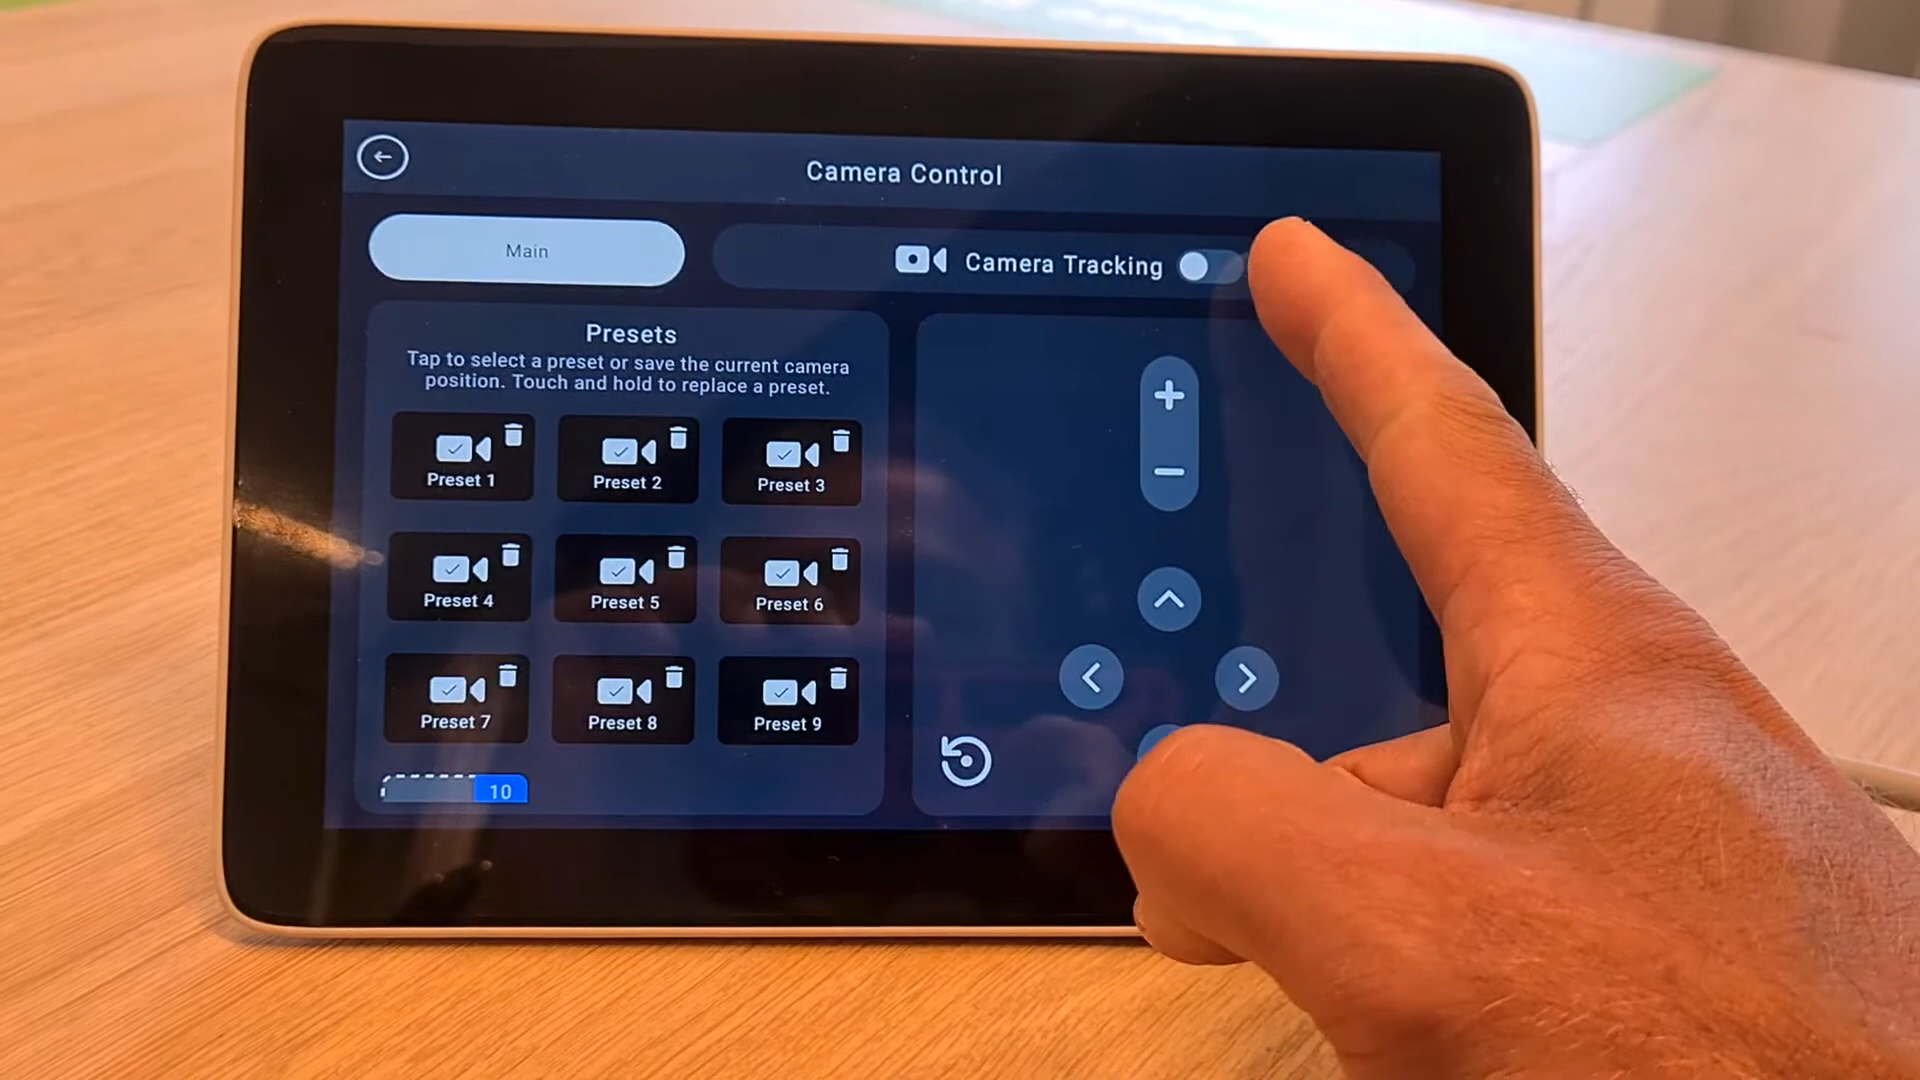 Camera Control
Main
Camera Tracking
Presets
Tap to select a preset or save the current camera
position. Touch and hold to replace a preset.
Preset 1
Preset 2
Preset 3
Preset 4
Preset 5
Preset 6
Preset 7
Preset 8
Preset 9
10